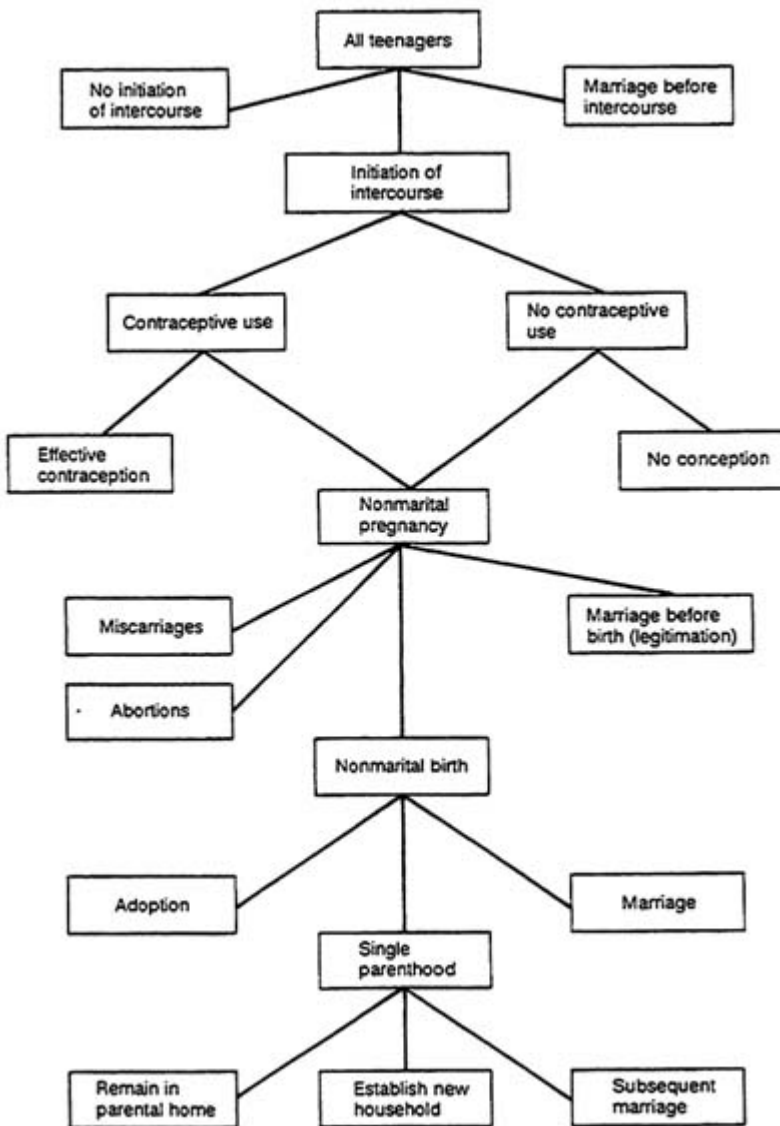 All teenagers
No initiation
of intercourse
Marriage before
intercourse
Initiation of
intercourse
Contraceptive use
No contraceptive
use
Effective
contraception
No conception
Nonmarital
pregnancy
Miscarriages
Marriage before
birth (legitimation)
Abortions
Nonmarital birth
Adoption
Marriage
Single
parenthood
Remain in
parental home
Establish new
household
Subsequent
marriage